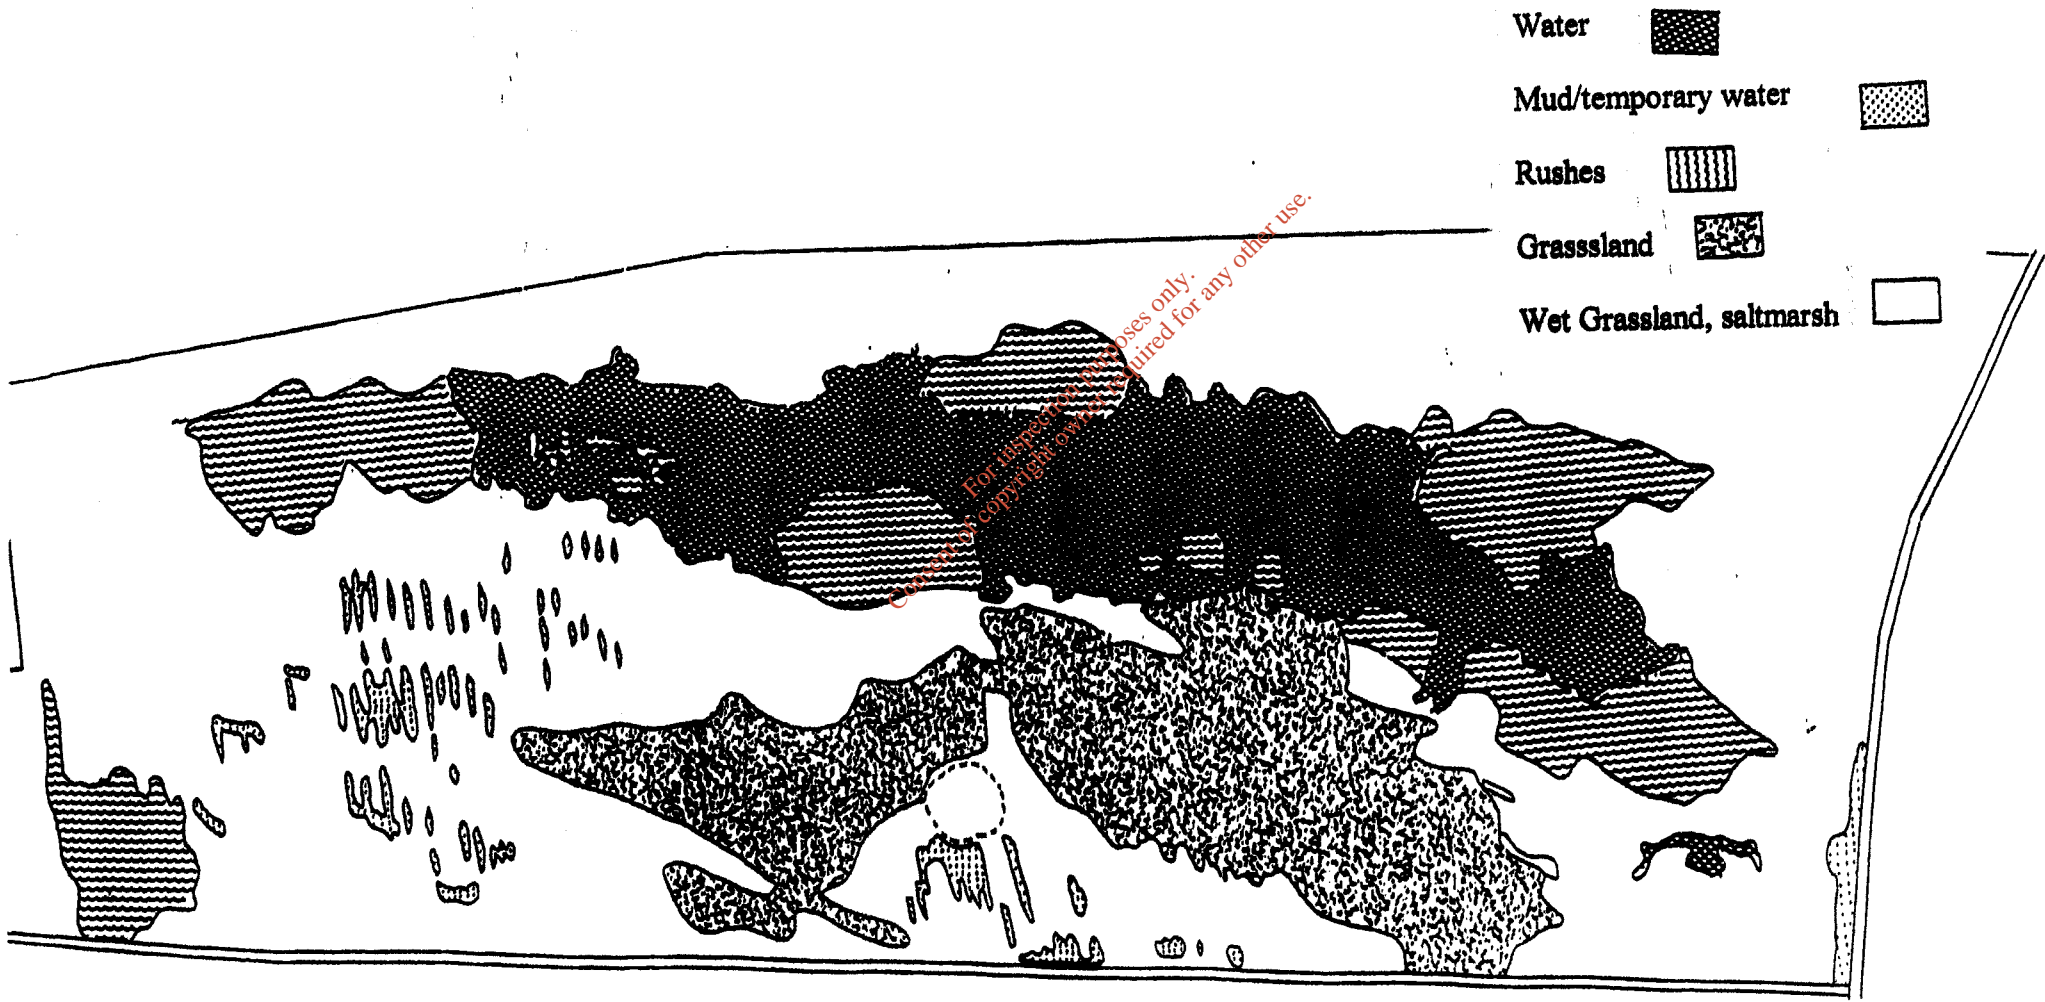 Water
Mud/temporary water
Rushes
Grasssland
Wet Grassland, saltmarsh
For inspection purposes only.
Consent of copyright owner required for any other use.